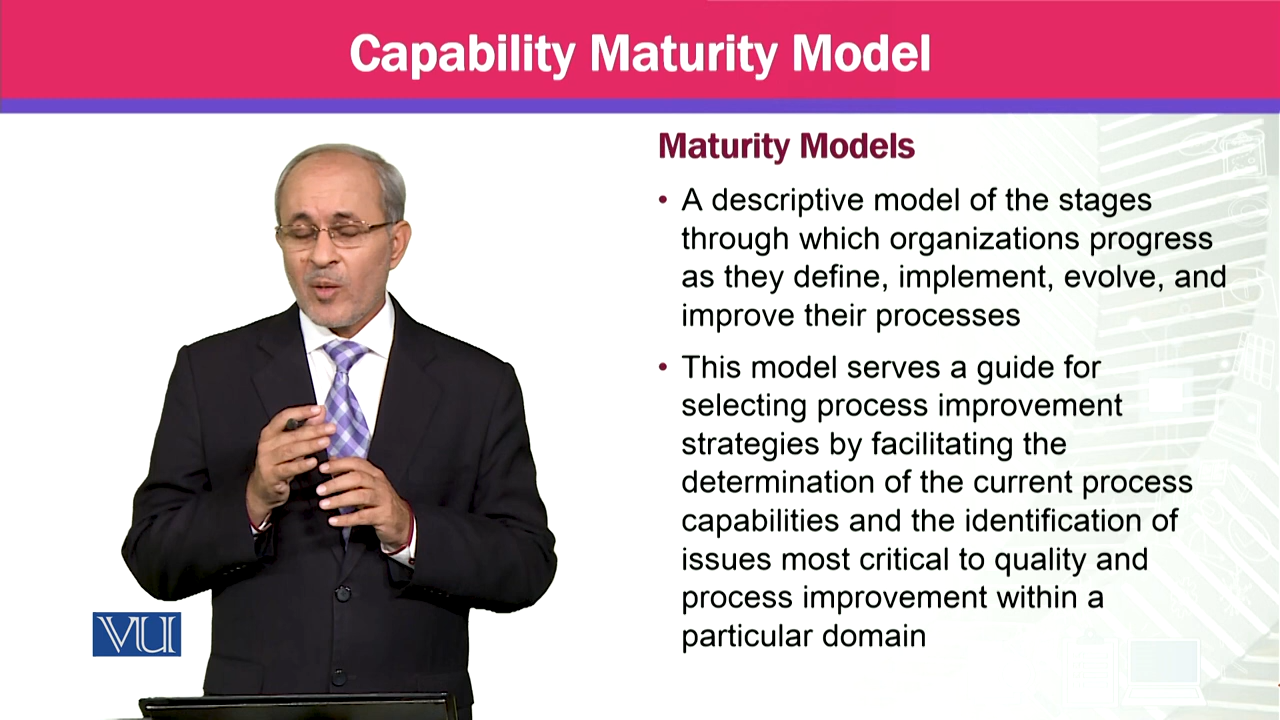 Capability Maturity Model
Maturity Models
• A descriptive model of the stages
through which organizations progress
as they define, implement, evolve, and
improve their processes
• This model serves a guide for
selecting process improvement
strategies by facilitating the
determination of the current process
capabilities and the identification of
issues most critical to quality and
process improvement within a
particular domain
VU